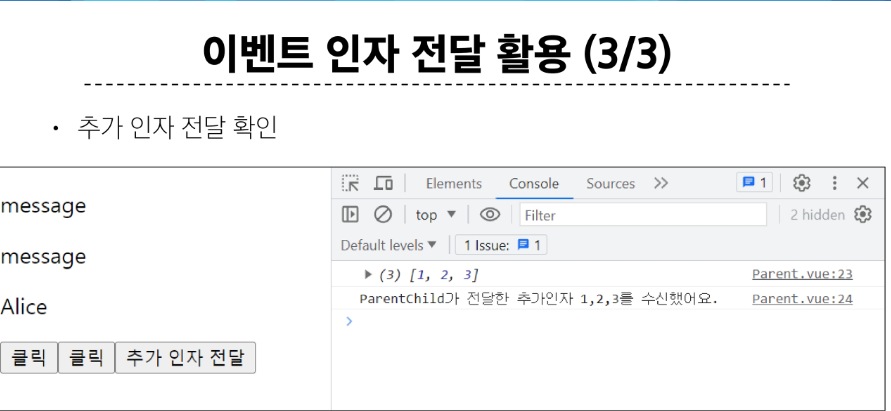 이벤트 인자 전달 활용 (3/3)
• 추가 인자 전달 확인
message
message
Alice
클릭 클릭 추가 인자 전달
Elements Console Sources >> 1
top ▼ Filter 2 hidden
Default levels ▼ 1 Issue: 1
▶ (3) [1, 2, 3] Parent.vue:23
ParentChild가 전달한 추가인자 1,2,3를 수신했어요. Parent.vue:24
>